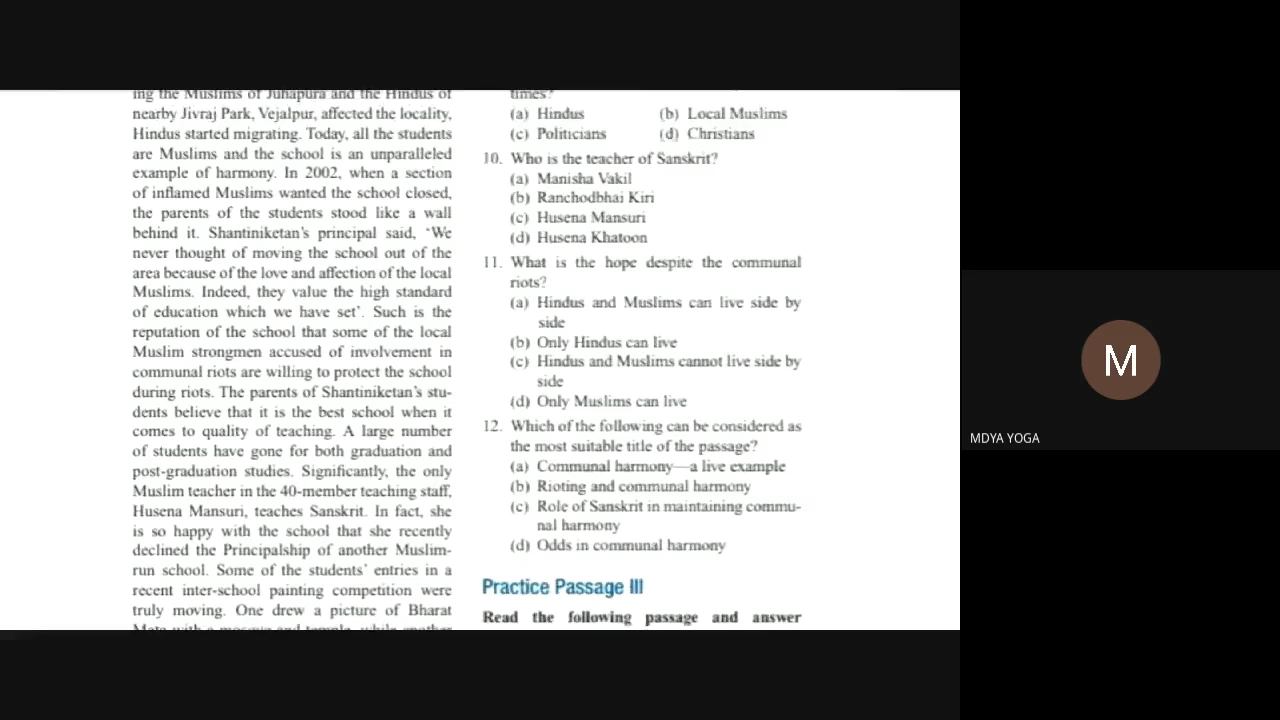 ing the Muslims of Juhapura and the Hindus of
nearby Jivraj Park, Vejalpur, affected the locality,
Hindus started migrating. Today, all the students
are Muslims and the school is an unparalleled
example of harmony. In 2002, when a section
of inflamed Muslims wanted the school closed,
the parents of the students stood like a wall
behind it. Shantiniketan's principal said, ‘We
never thought of moving the school out of the
area because of the love and affection of the local
Muslims. Indeed, they value the high standard
of education which we have set’. Such is the
reputation of the school that some of the local
Muslim strongmen accused of involvement in
communal riots are willing to protect the school
during riots. The parents of Shantiniketan's stu-
dents believe that it is the best school when it
comes to quality of teaching. A large number
of students have gone for both graduation and
post-graduation studies. Significantly, the only
Muslim teacher in the 40-member teaching staff,
Husena Mansuri, teaches Sanskrit. In fact, she
is so happy with the school that she recently
declined the Principalship of another Muslim-
run school. Some of the students' entries in a
recent inter-school painting competition were
truly moving. One drew a picture of Bharat
Mata with a mosque and temple, while another
times?
(a) Hindus (b) Local Muslims
(c) Politicians (d) Christians
10. Who is the teacher of Sanskrit?
(a) Manisha Vakil
(b) Ranchodbhai Kiri
(c) Husena Mansuri
(d) Husena Khatoon
11. What is the hope despite the communal
riots?
(a) Hindus and Muslims can live side by
side
(b) Only Hindus can live
(c) Hindus and Muslims cannot live side by
side
(d) Only Muslims can live
12. Which of the following can be considered as
the most suitable title of the passage?
(a) Communal harmony—a live example
(b) Rioting and communal harmony
(c) Role of Sanskrit in maintaining commu-
nal harmony
(d) Odds in communal harmony
Practice Passage III
Read the following passage and answer
M
MDYA YOGA